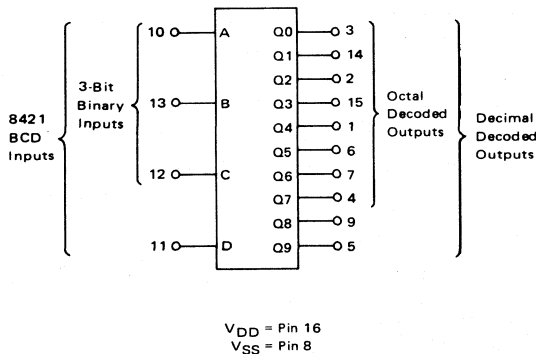 10 A Q0 3
Q1 14
3-Bit
Binary
Inputs
Q2 2
13 B Q3 15
8421
BCD
Inputs
Octal
Decoded
Outputs
Decimal
Decoded
Outputs
Q4 1
Q5 6
12 C Q6 7
Q7 4
Q8 9
11 D Q9 5
VDD = Pin 16
VSS = Pin 8